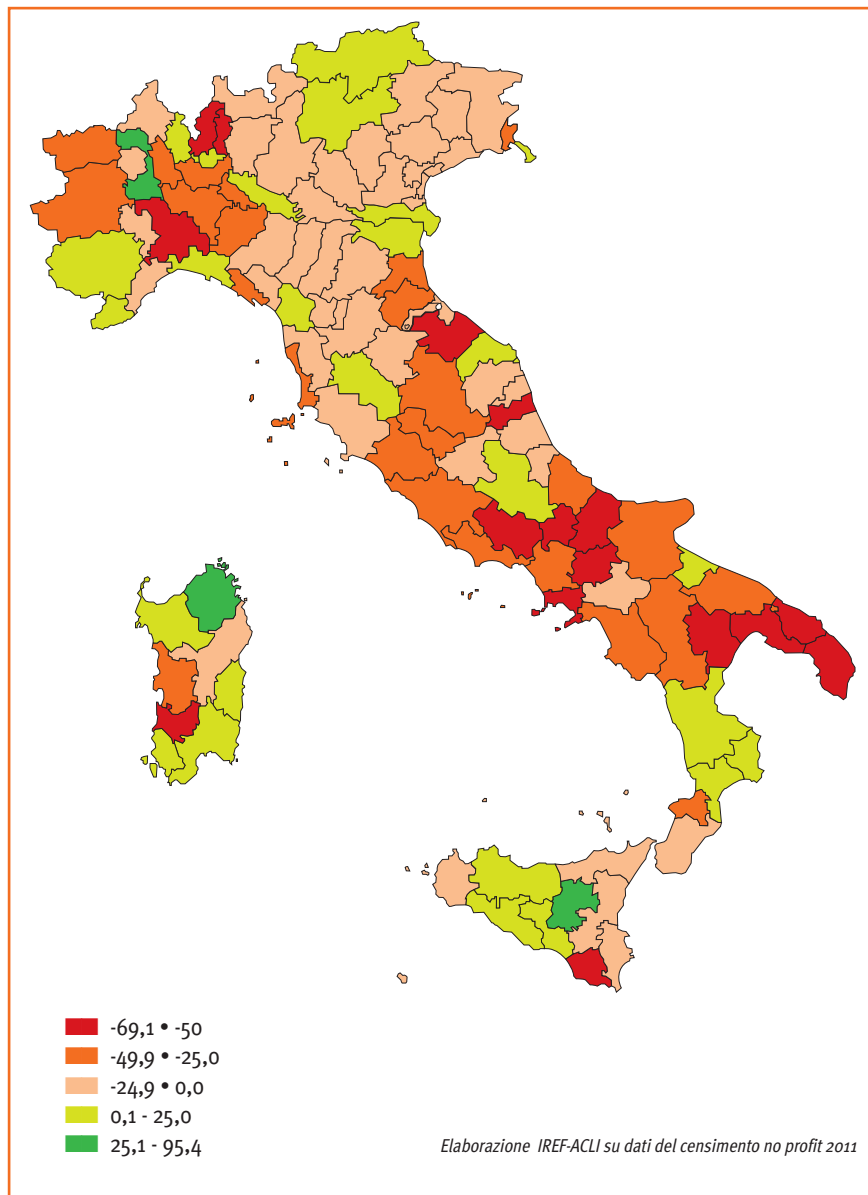 -69,1 • -50
-49,9 • -25,0
-24,9 • 0,0
0,1 - 25,0
25,1 - 95,4
Elaborazione IREF-ACLI su dati del censimento no profit 2011